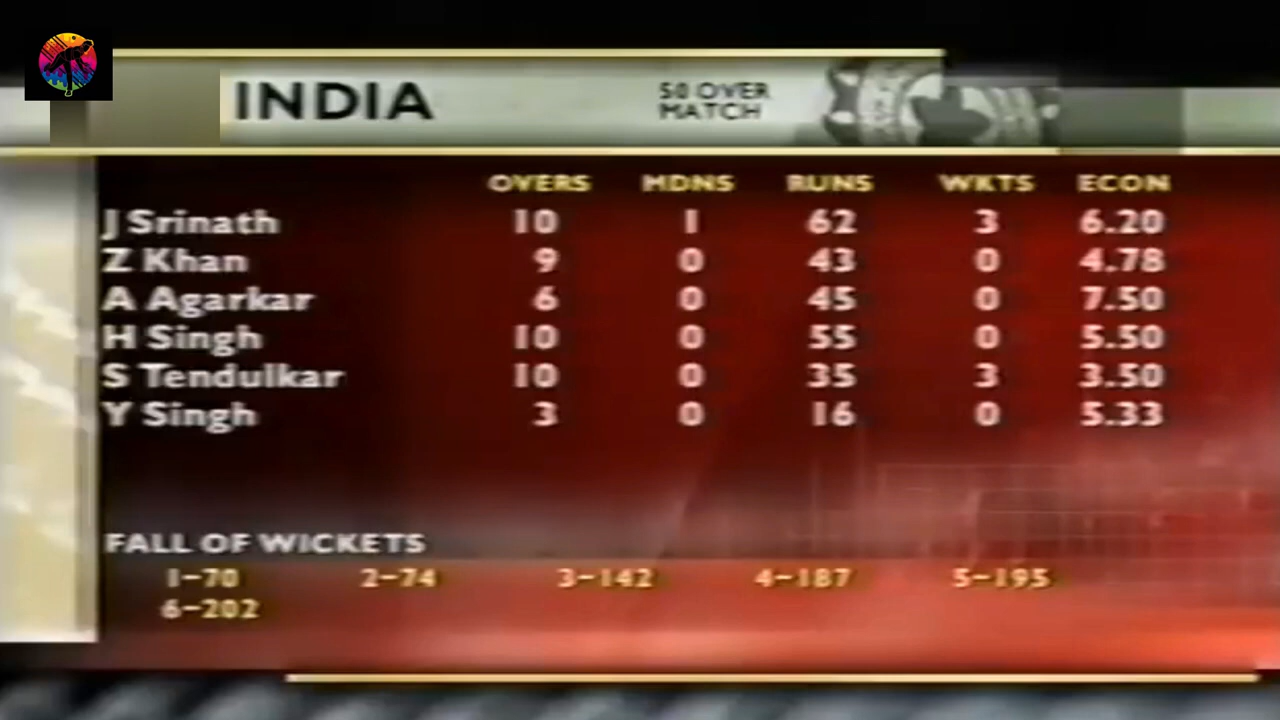 INDIA 50 OVER MATCH
OVERS MDNS RUNS WKTS ECON
J Srinath 10 1 62 3 6.20
Z Khan 9 0 43 0 4.78
A Agarkar 6 0 45 0 7.50
H Singh 10 0 55 0 5.50
S Tendulkar 10 0 35 3 3.50
Y Singh 3 0 16 0 5.33
FALL OF WICKETS
1-70 2-74 3-142 4-187 5-195
6-202